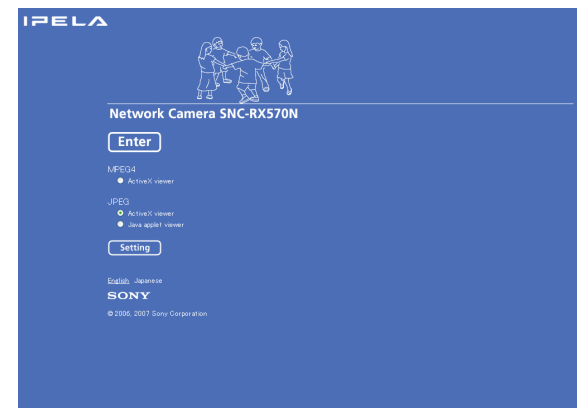 IPELA
Network Camera SNC-RX570N
Enter
MPEG4
ActiveX viewer
JPEG
ActiveX viewer
Java applet viewer
Setting
English Japanese
SONY
© 2006, 2007 Sony Corporation